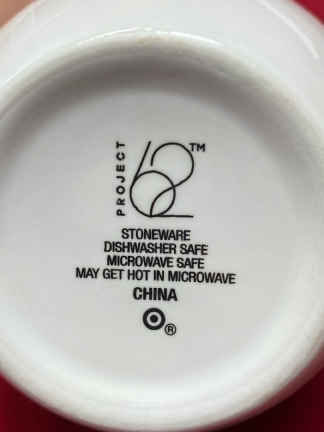 PROJECT
62™
STONEWARE
DISHWASHER SAFE
MICROWAVE SAFE
MAY GET HOT IN MICROWAVE
CHINA
®